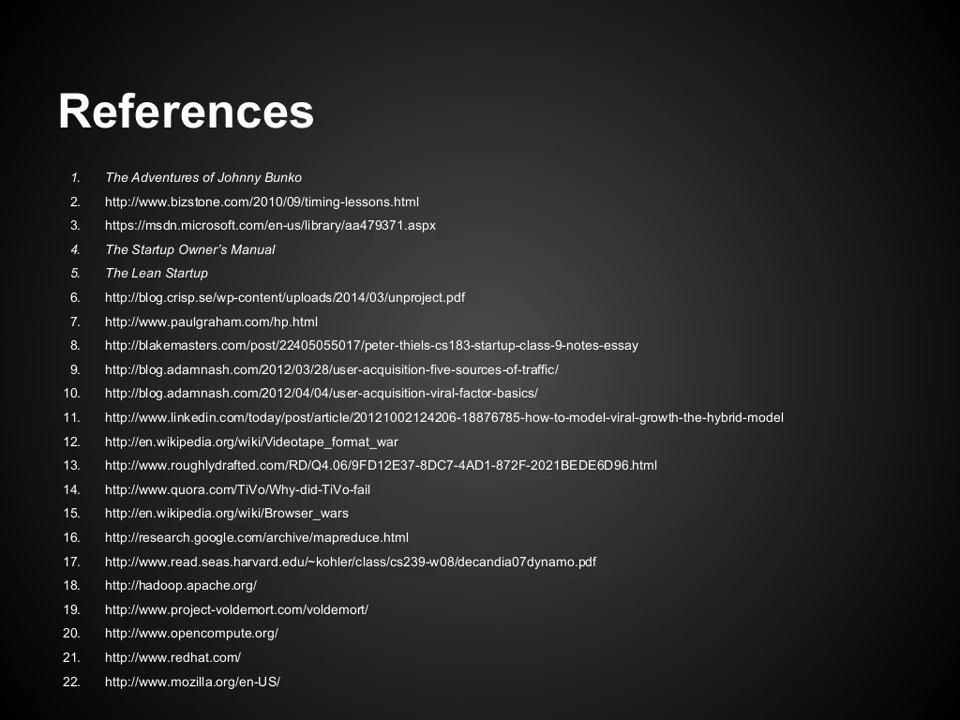 References
1. The Adventures of Johnny Bunko
2. http://www.bizstone.com/2010/09/timing-lessons.html
3. https://msdn.microsoft.com/en-us/library/aa479371.aspx
4. The Startup Owner’s Manual
5. The Lean Startup
6. http://blog.crisp.se/wp-content/uploads/2014/03/unproject.pdf
7. http://www.paulgraham.com/hp.html
8. http://blakemasters.com/post/22405055017/peter-thiels-cs183-startup-class-9-notes-essay
9. http://blog.adamnash.com/2012/03/28/user-acquisition-five-sources-of-traffic/
10. http://blog.adamnash.com/2012/04/04/user-acquisition-viral-factor-basics/
11. http://www.linkedin.com/today/post/article/20121002124206-18876785-how-to-model-viral-growth-the-hybrid-model
12. http://en.wikipedia.org/wiki/Videotape_format_war
13. http://www.roughlydrafted.com/RD/Q4.06/9FD12E37-8DC7-4AD1-872F-2021BEDE6D96.html
14. http://www.quora.com/TiVo/Why-did-TiVo-fail
15. http://en.wikipedia.org/wiki/Browser_wars
16. http://research.google.com/archive/mapreduce.html
17. http://www.read.seas.harvard.edu/~kohler/class/cs239-w08/decandia07dynamo.pdf
18. http://hadoop.apache.org/
19. http://www.project-voldemort.com/voldemort/
20. http://www.opencompute.org/
21. http://www.redhat.com/
22. http://www.mozilla.org/en-US/